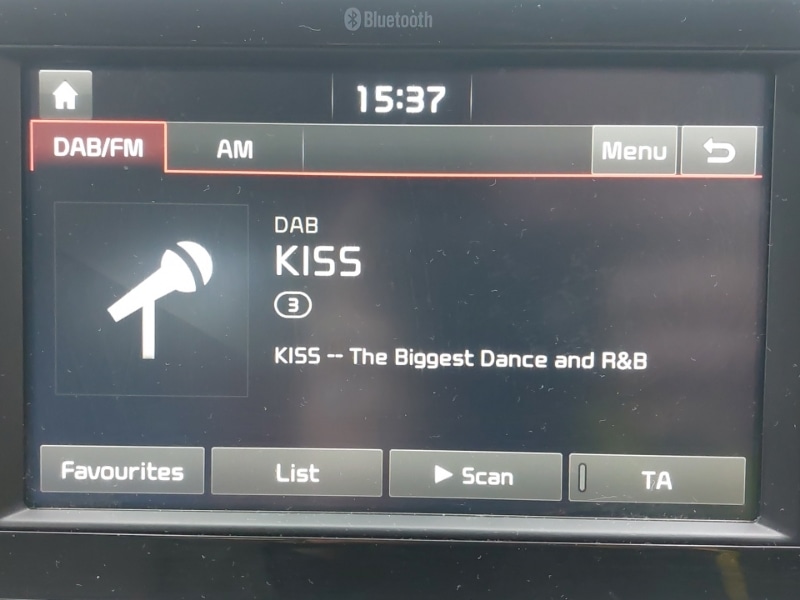 Bluetooth
15:37
DAB/FM AM Menu
DAB
KISS
3
KISS -- The Biggest Dance and R&B
Favourites List Scan TA